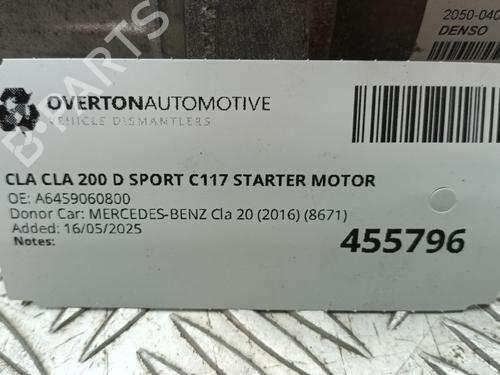 2050-040
DENSO
OVERTONAUTOMOTIVE
VEHICLE DISMANTLERS
CLA CLA 200 D SPORT C117 STARTER MOTOR
OE: A6459060800
Donor Car: MERCEDES-BENZ Cla 20 (2016) (8671)
Added: 16/05/2025
Notes:
455796
B-PARTS